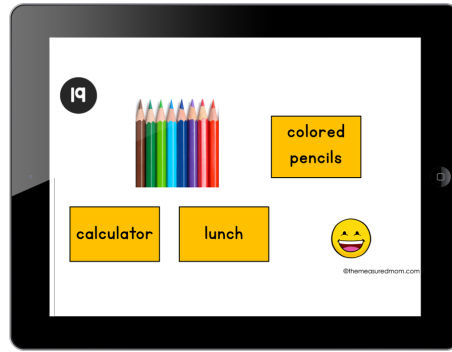 19
colored
pencils
calculator
lunch
©themeasuredmom.com